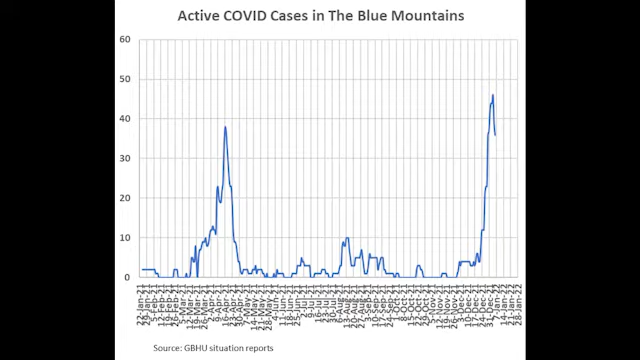 Active COVID Cases in The Blue Mountains
60
50
40
30
20
10
0
22-Jan-21
29-Jan-21
5-Feb-21
12-Feb-21
19-Feb-21
26-Feb-21
5-Mar-21
12-Mar-21
19-Mar-21
26-Mar-21
2-Apr-21
9-Apr-21
16-Apr-21
23-Apr-21
30-Apr-21
7-May-21
14-May-21
21-May-21
28-May-21
4-Jun-21
11-Jun-21
18-Jun-21
25-Jun-21
2-Jul-21
9-Jul-21
16-Jul-21
23-Jul-21
30-Jul-21
6-Aug-21
13-Aug-21
20-Aug-21
27-Aug-21
3-Sep-21
10-Sep-21
17-Sep-21
24-Sep-21
1-Oct-21
8-Oct-21
15-Oct-21
22-Oct-21
29-Oct-21
5-Nov-21
12-Nov-21
19-Nov-21
26-Nov-21
3-Dec-21
10-Dec-21
17-Dec-21
24-Dec-21
31-Dec-21
7-Jan-22
14-Jan-22
21-Jan-22
28-Jan-22
Source: GBHU situation reports